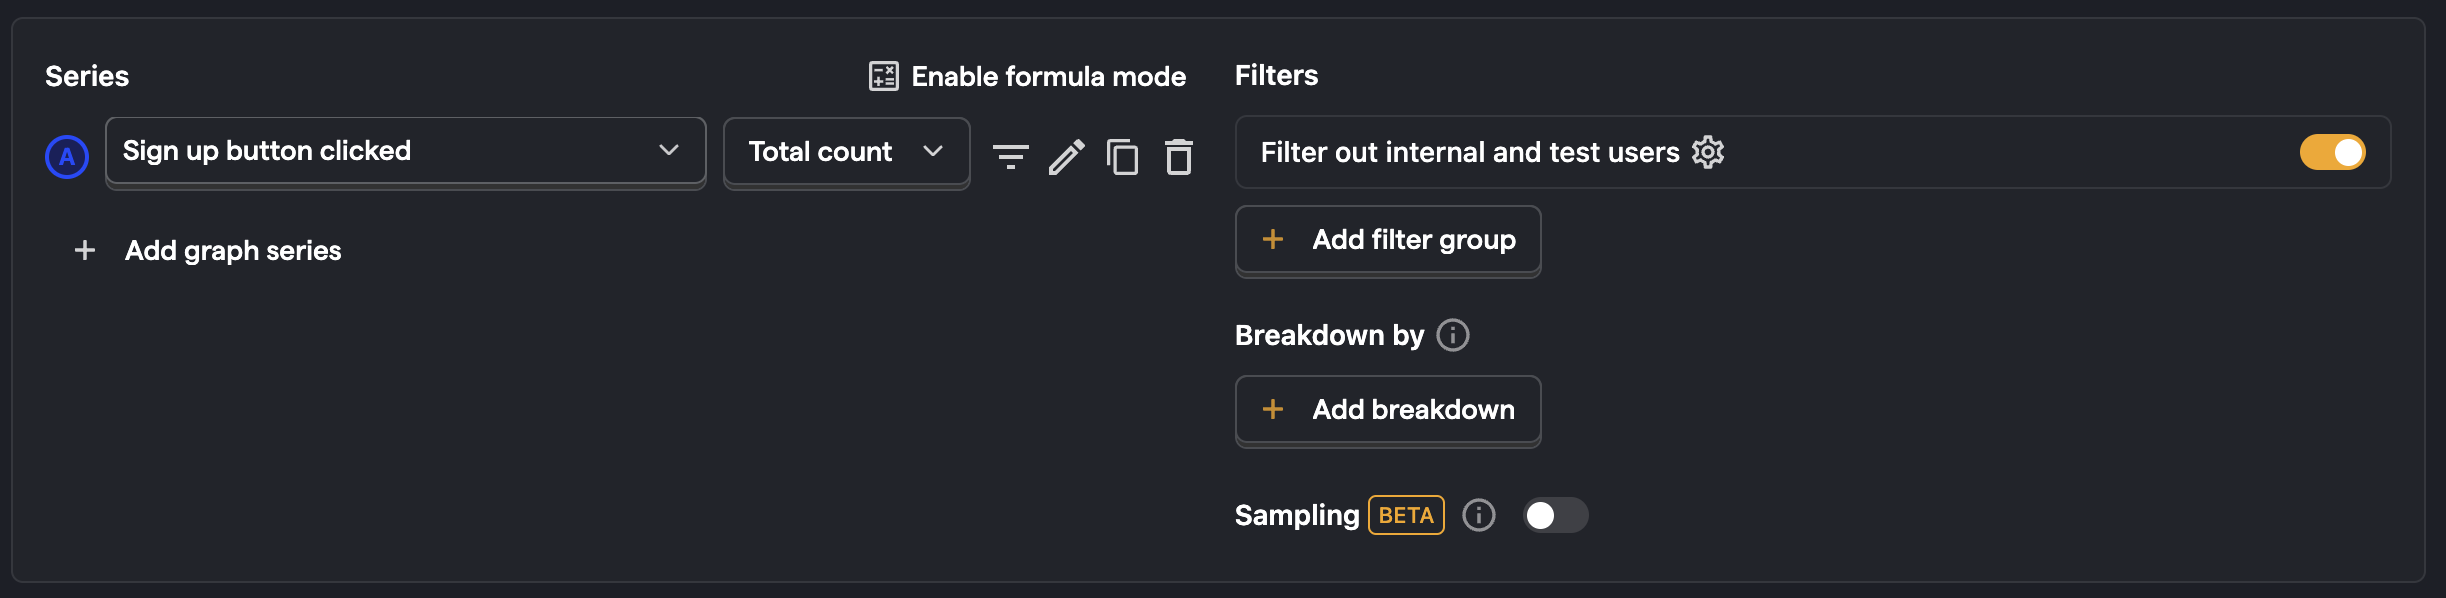 Series
Enable formula mode
A
Sign up button clicked
Total count
Add graph series
Filters
Filter out internal and test users
Add filter group
Breakdown by
Add breakdown
Sampling BETA